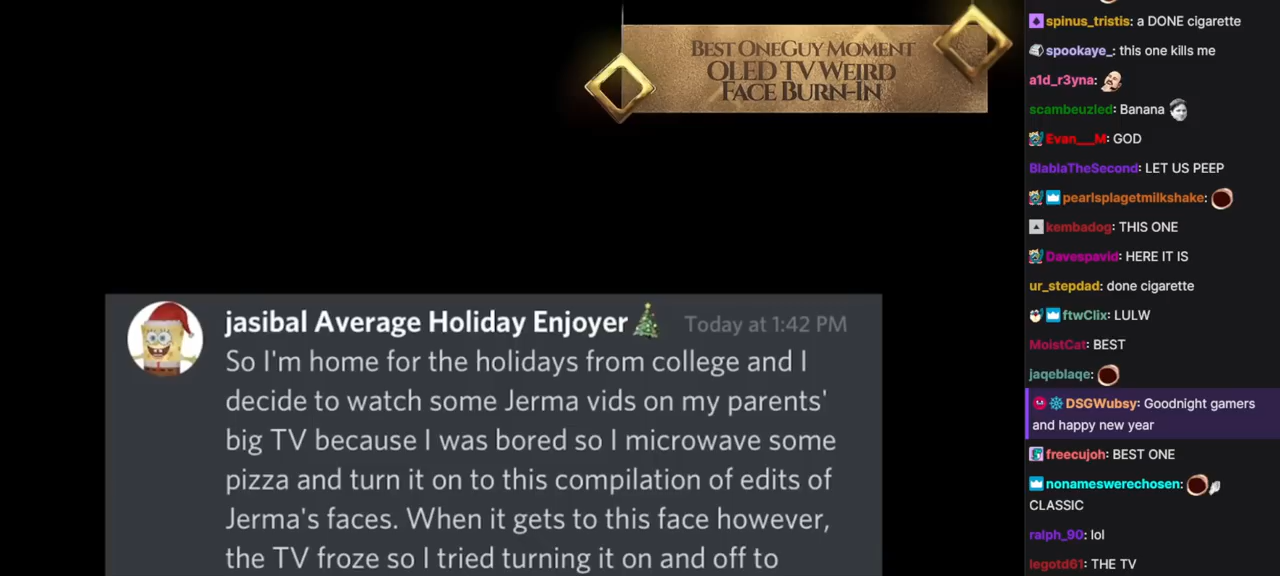 BEST ONEGUY MOMENT
OLED TV WEIRD
FACE BURN-IN
jasibal Average Holiday Enjoyer Today at 1:42 PM
So I'm home for the holidays from college and I
decide to watch some Jerma vids on my parents'
big TV because I was bored so I microwave some
pizza and turn it on to this compilation of edits of
Jerma's faces. When it gets to this face however,
the TV froze so I tried turning it on and off to
spinus_tristis: a DONE cigarette
spookaye_: this one kills me
a1d_r3yna:
scambeuzled: Banana
Evan___M: GOD
BlablaTheSecond: LET US PEEP
pearlsplagetmilkshake:
kembadog: THIS ONE
Davespavid: HERE IT IS
ur_stepdad: done cigarette
ftwClix: LULW
MoistCat: BEST
jaqeblaqe:
DSGWubsy: Goodnight gamers
and happy new year
freecujoh: BEST ONE
nonameswerechosen:
CLASSIC
ralph_90: lol
legotd61: THE TV